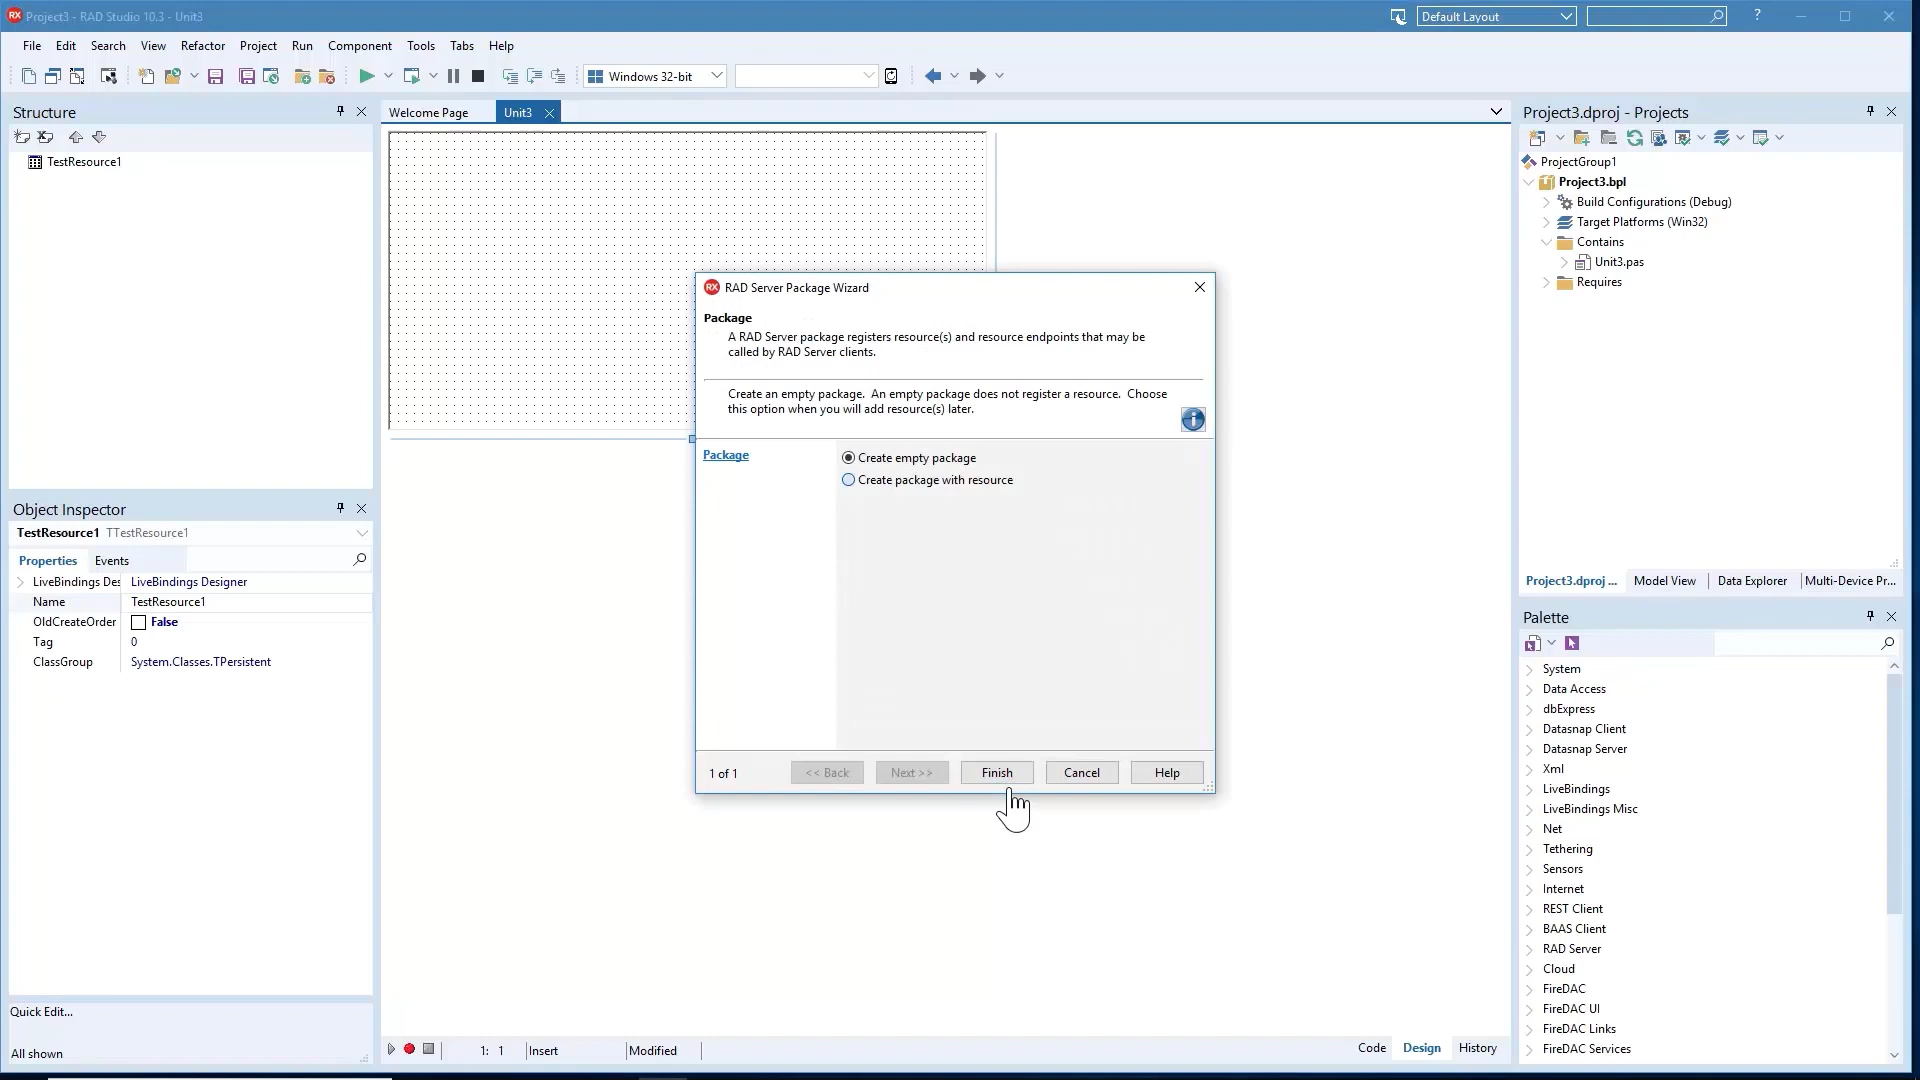 Project3 - RAD Studio 10.3 - Unit3
Default Layout
?
File Edit Search View Refactor Project Run Component Tools Tabs Help
Windows 32-bit
Structure
TestResource1
Object Inspector
TestResource1 TTestResource1
Properties Events
LiveBindings Des LiveBindings Designer
Name TestResource1
OldCreateOrder False
Tag 0
ClassGroup System.Classes.TPersistent
Quick Edit...
All shown
Welcome Page Unit3
RAD Server Package Wizard
Package
A RAD Server package registers resource(s) and resource endpoints that may be
called by RAD Server clients.
Create an empty package. An empty package does not register a resource. Choose
this option when you will add resource(s) later.
Package
Create empty package
Create package with resource
1 of 1 << Back Next >> Finish Cancel Help
1: 1 Insert Modified
Code Design History
Project3.dproj - Projects
ProjectGroup1
Project3.bpl
Build Configurations (Debug)
Target Platforms (Win32)
Contains
Unit3.pas
Requires
Project3.dproj ... Model View Data Explorer Multi-Device Pr...
Palette
System
Data Access
dbExpress
Datasnap Client
Datasnap Server
Xml
LiveBindings
LiveBindings Misc
Net
Tethering
Sensors
Internet
REST Client
BAAS Client
RAD Server
Cloud
FireDAC
FireDAC UI
FireDAC Links
FireDAC Services